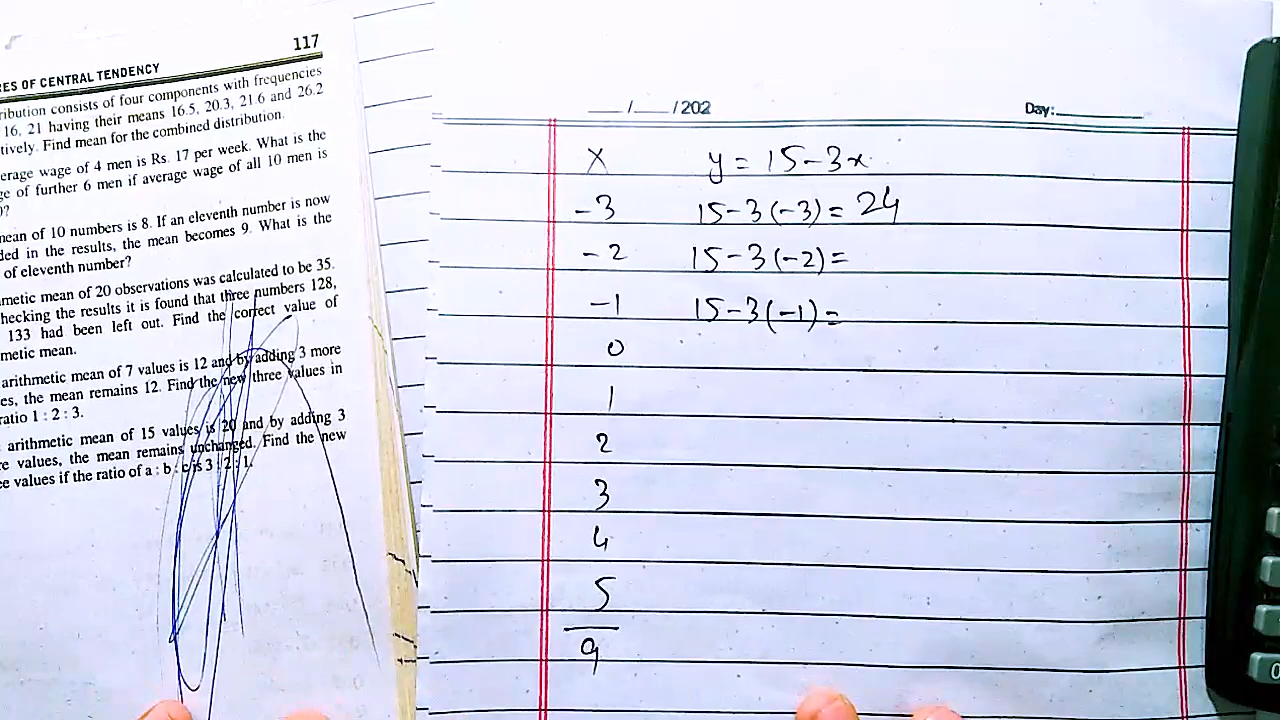 117
RES OF CENTRAL TENDENCY
ribution consists of four components with frequencies
16, 21 having their means 16.5, 20.3, 21.6 and 26.2
tively. Find mean for the combined distribution.
erage wage of 4 men is Rs. 17 per week. What is the
ge of further 6 men if average wage of all 10 men is
0?
mean of 10 numbers is 8. If an eleventh number is now
ded in the results, the mean becomes 9. What is the
of eleventh number?
metic mean of 20 observations was calculated to be 35.
hecking the results it is found that three numbers 128,
133 had been left out. Find the correct value of
metic mean.
arithmetic mean of 7 values is 12 and by adding 3 more
es, the mean remains 12. Find the new three values in
ratio 1 : 2 : 3.
arithmetic mean of 15 values is 20 and by adding 3
re values, the mean remains unchanged. Find the new
ee values if the ratio of a : b : c is 3 : 2 : 1.
___/___/202 Day:________
X y = 15-3x
-3 15-3(-3) = 24
-2 15-3(-2) =
-1 15-3(-1) =
0
1
2
3
4
5
9
0